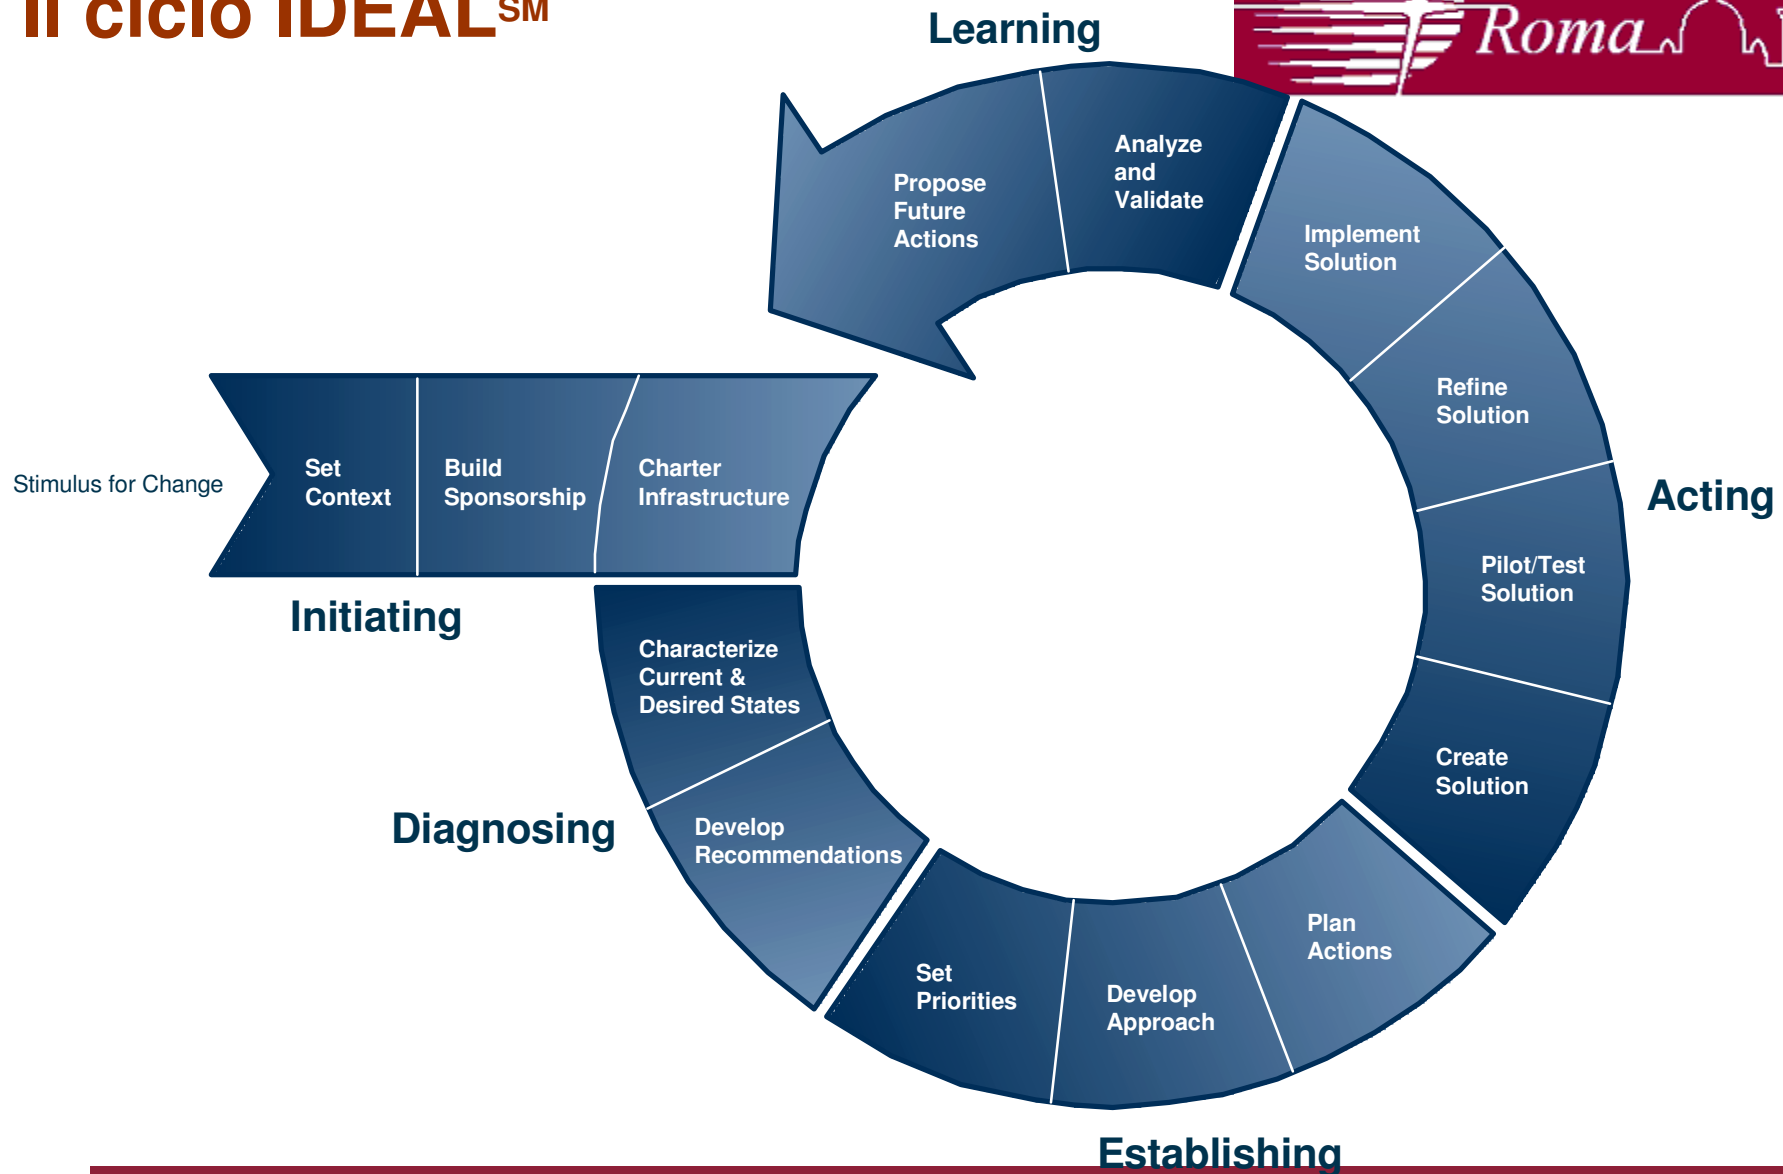 Il ciclo IDEAL℠
Learning
Roma
Analyze
and
Validate
Propose
Future
Actions
Implement
Solution
Refine
Solution
Stimulus for Change
Set
Context
Build
Sponsorship
Charter
Infrastructure
Acting
Pilot/Test
Solution
Initiating
Characterize
Current &
Desired States
Create
Solution
Diagnosing
Develop
Recommendations
Plan
Actions
Set
Priorities
Develop
Approach
Establishing